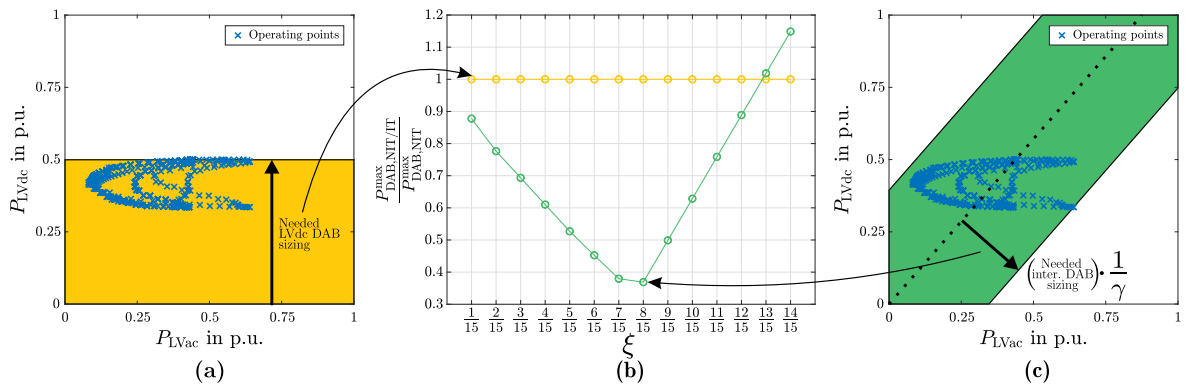 1
0.75
0.5
0.25
0
P_LVdc in p.u.
Operating points
Needed
LVdc DAB
sizing
0 0.25 0.5 0.75 1
P_LVac in p.u.
(a)
1.2
1.1
1
0.9
0.8
0.7
0.6
0.5
0.4
0.3
P^max_DAB,NIT/IT
P^max_DAB,NIT
1 2 3 4 5 6 7 8 9 10 11 12 13 14
15 15 15 15 15 15 15 15 15 15 15 15 15 15
ξ
(b)
1
0.75
0.5
0.25
0
P_LVdc in p.u.
Operating points
(Needed
inter. DAB
sizing) · 1/γ
0 0.25 0.5 0.75 1
P_LVac in p.u.
(c)